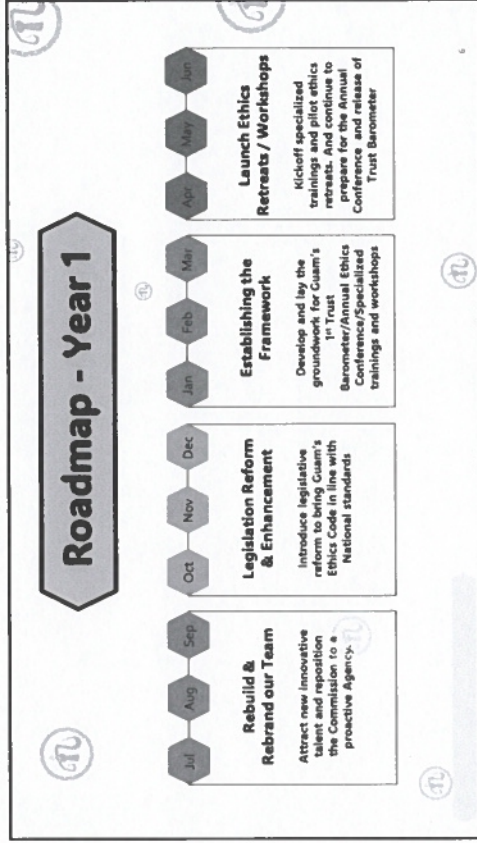 Roadmap - Year 1
Jul Aug Sep
Rebuild &
Rebrand our Team
Attract new innovative
talent and reposition
the Commission to a
proactive Agency.
Oct Nov Dec
Legislation Reform
& Enhancement
Introduce legislative
reform to bring Guam's
Ethics Code in line with
National standards
Jan Feb Mar
Establishing the
Framework
Develop and lay the
groundwork for Guam's
1st Trust
Barometer/Annual Ethics
Conference/Specialized
trainings and workshops
Apr May Jun
Launch Ethics
Retreats / Workshops
Kickoff specialized
trainings and pilot ethics
retreats. And continue to
prepare for the Annual
Conference and release of
Trust Barometer
6